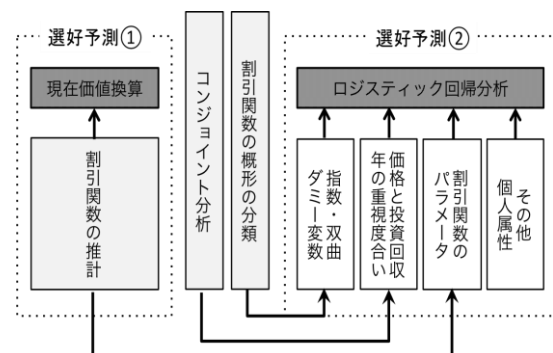 選好予測①
現在価値換算
割引関数の推計
コンジョイント分析
割引関数の概形の分類
選好予測②
ロジスティック回帰分析
指数・双曲
ダミー変数
価格と投資回収
年の重視度合い
割引関数の
パラメータ
その他
個人属性